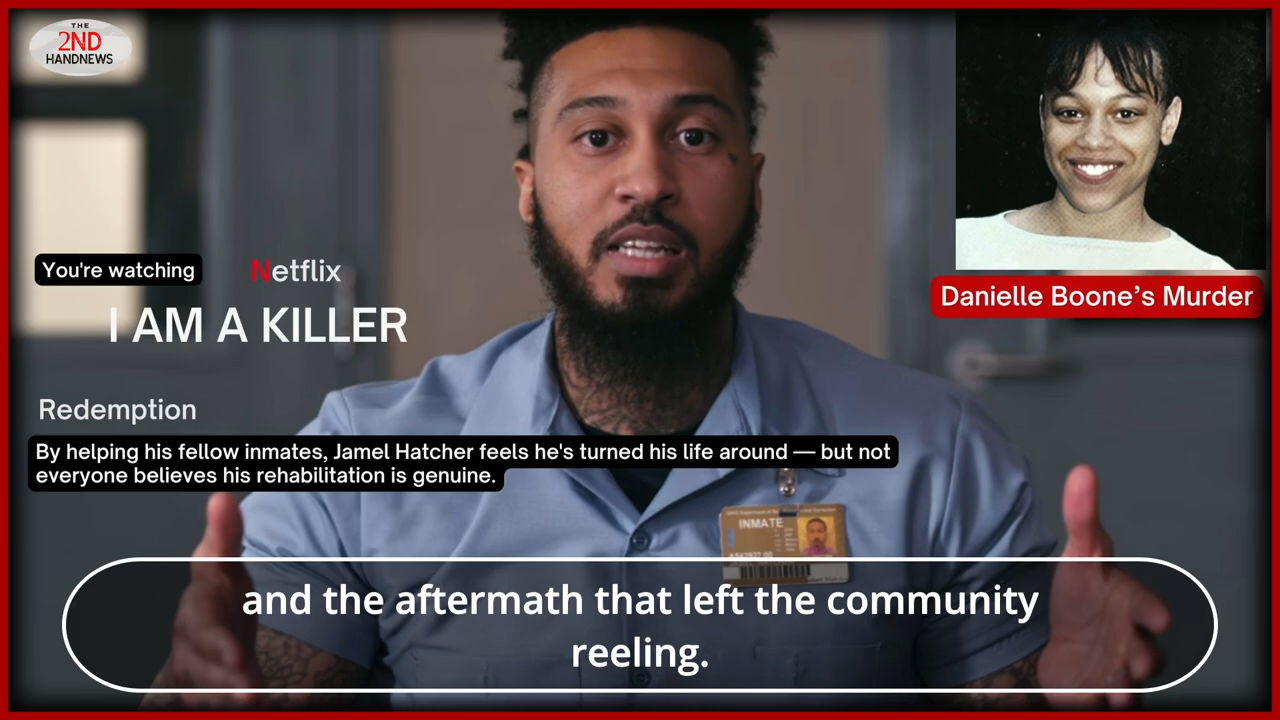 THE
2ND
HANDNEWS
You're watching
Netflix
I AM A KILLER
Danielle Boone’s Murder
Redemption
By helping his fellow inmates, Jamel Hatcher feels he's turned his life around — but not
everyone believes his rehabilitation is genuine.
INMATE
and the aftermath that left the community
reeling.